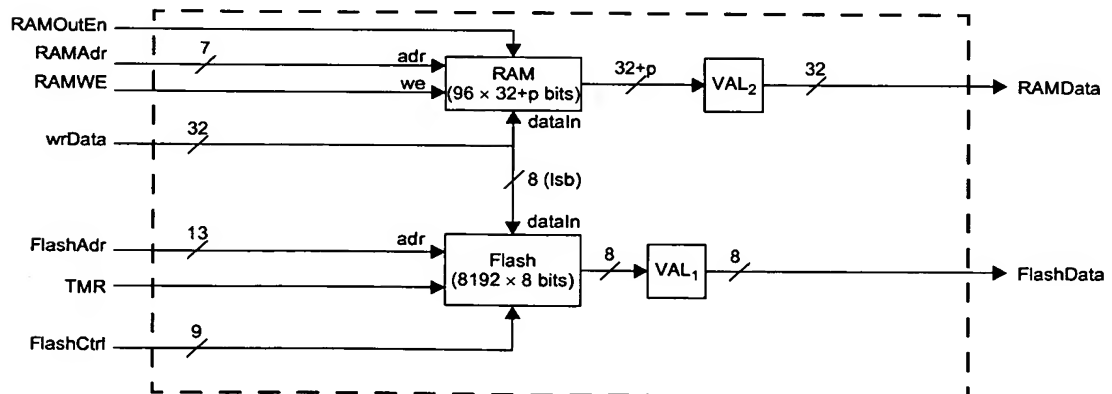 RAMOutEn
RAMAdr 7 adr
RAMWE we
RAM
(96 × 32+p bits)
32+p
VAL2
32
RAMData
dataIn
wrData 32
8 (lsb)
dataIn
FlashAdr 13 adr
Flash
(8192 × 8 bits)
8
VAL1
8
FlashData
TMR
FlashCtrl 9